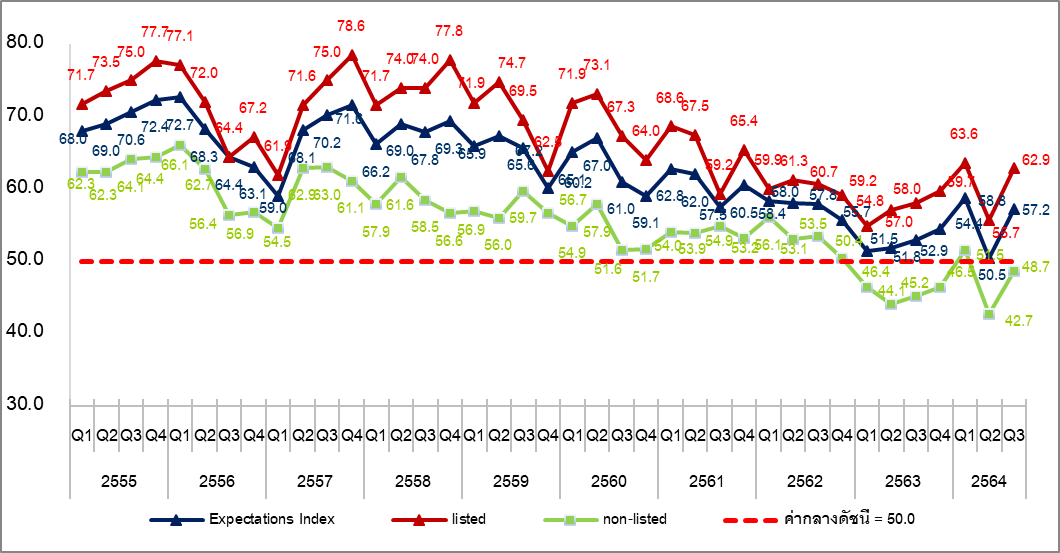 80.0
70.0
60.0
50.0
40.0
30.0
71.7 73.5 75.0 77.7 77.1 72.0 64.4 67.2 61.9 71.6 75.0 78.6 71.7 74.0 74.0 77.8 71.9 74.7 69.5 62.5 71.9 73.1 67.3 64.0 68.6 67.5 59.2 65.4 59.9 61.3 60.7 59.2 54.8 57.0 58.0 59.7 63.6 55.7 62.9
68.0 69.0 70.6 72.4 72.7 68.3 64.4 63.1 59.0 68.1 70.2 71.6 66.2 69.0 67.8 69.3 65.9 67.2 65.6 60.2 65.1 67.0 61.0 59.1 62.8 62.0 57.5 60.5 58.4 58.0 57.8 55.7 51.5 51.8 52.9 54.4 58.8 50.5 57.2
62.3 62.3 64.1 64.4 66.1 62.7 56.4 56.9 54.5 62.9 63.0 61.1 57.9 61.6 58.5 56.6 56.9 56.0 59.7 56.7 54.9 57.9 51.6 51.7 54.0 53.9 54.9 53.2 56.1 53.1 53.5 50.4 46.4 44.1 45.2 46.5 51.5 42.7 48.7
Q1 Q2 Q3 Q4 Q1 Q2 Q3 Q4 Q1 Q2 Q3 Q4 Q1 Q2 Q3 Q4 Q1 Q2 Q3 Q4 Q1 Q2 Q3 Q4 Q1 Q2 Q3 Q4 Q1 Q2 Q3 Q4 Q1 Q2 Q3 Q4 Q1 Q2 Q3
2555 2556 2557 2558 2559 2560 2561 2562 2563 2564
Expectations Index listed non-listed ค่ากลางดัชนี = 50.0